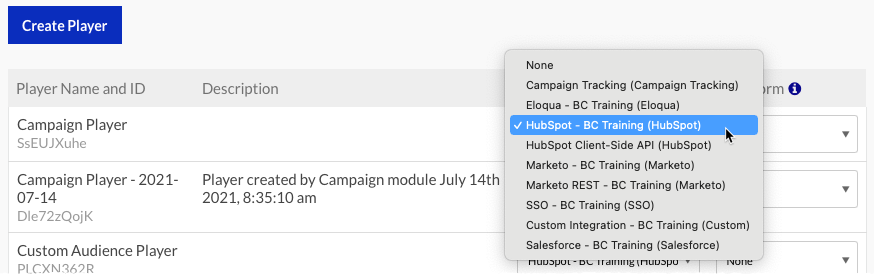 Create Player
Player Name and ID
Description
orm
Campaign Player
SsEUJXuhe
Campaign Player - 2021-
07-14
Dle72zQojK
Player created by Campaign module July 14th
2021, 8:35:10 am
Custom Audience Player
PLCXN362R
None
Campaign Tracking (Campaign Tracking)
Eloqua - BC Training (Eloqua)
✓ HubSpot - BC Training (HubSpot)
HubSpot Client-Side API (HubSpot)
Marketo - BC Training (Marketo)
Marketo REST - BC Training (Marketo)
SSO - BC Training (SSO)
Custom Integration - BC Training (Custom)
Salesforce - BC Training (Salesforce)
HubSpot - BC Training (HubSpo
None